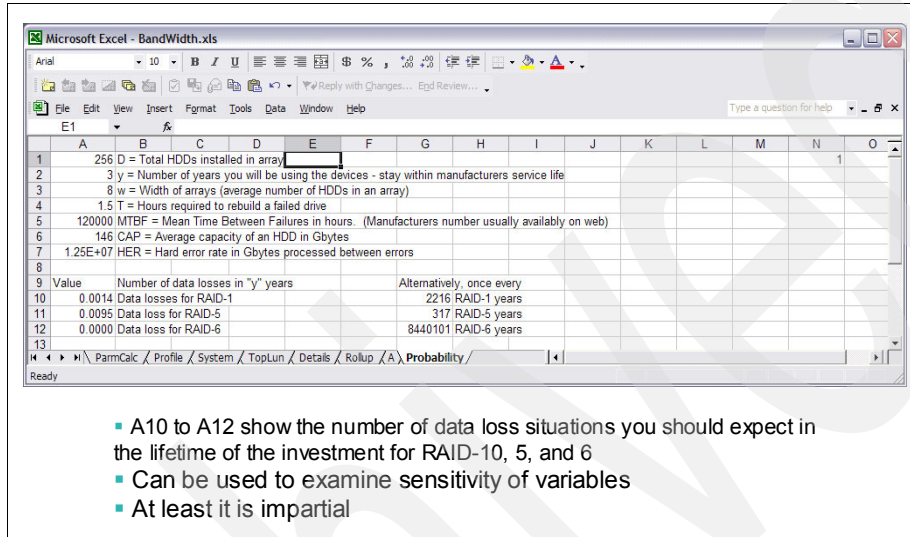 Microsoft Excel - BandWidth.xls
Arial 10 B I U $ % ,
Reply with Changes... End Review...
File Edit View Insert Format Tools Data Window Help Type a question for help
E1 fx
A B C D E F G H I J K L M N O
1 256 D = Total HDDs installed in array 1
2 3 y = Number of years you will be using the devices - stay within manufacturers service life
3 8 w = Width of arrays (average number of HDDs in an array)
4 1.5 T = Hours required to rebuild a failed drive
5 120000 MTBF = Mean Time Between Failures in hours. (Manufacturers number usually availably on web)
6 146 CAP = Average capacity of an HDD in Gbytes
7 1.25E+07 HER = Hard error rate in Gbytes processed between errors
8
9 Value Number of data losses in "y" years Alternatively, once every
10 0.0014 Data losses for RAID-1 2216 RAID-1 years
11 0.0095 Data loss for RAID-5 317 RAID-5 years
12 0.0000 Data loss for RAID-6 8440101 RAID-6 years
13
ParmCalc / Profile / System / TopLun / Details / Rollup / A \ Probability /
Ready
▪ A10 to A12 show the number of data loss situations you should expect in
the lifetime of the investment for RAID-10, 5, and 6
▪ Can be used to examine sensitivity of variables
▪ At least it is impartial